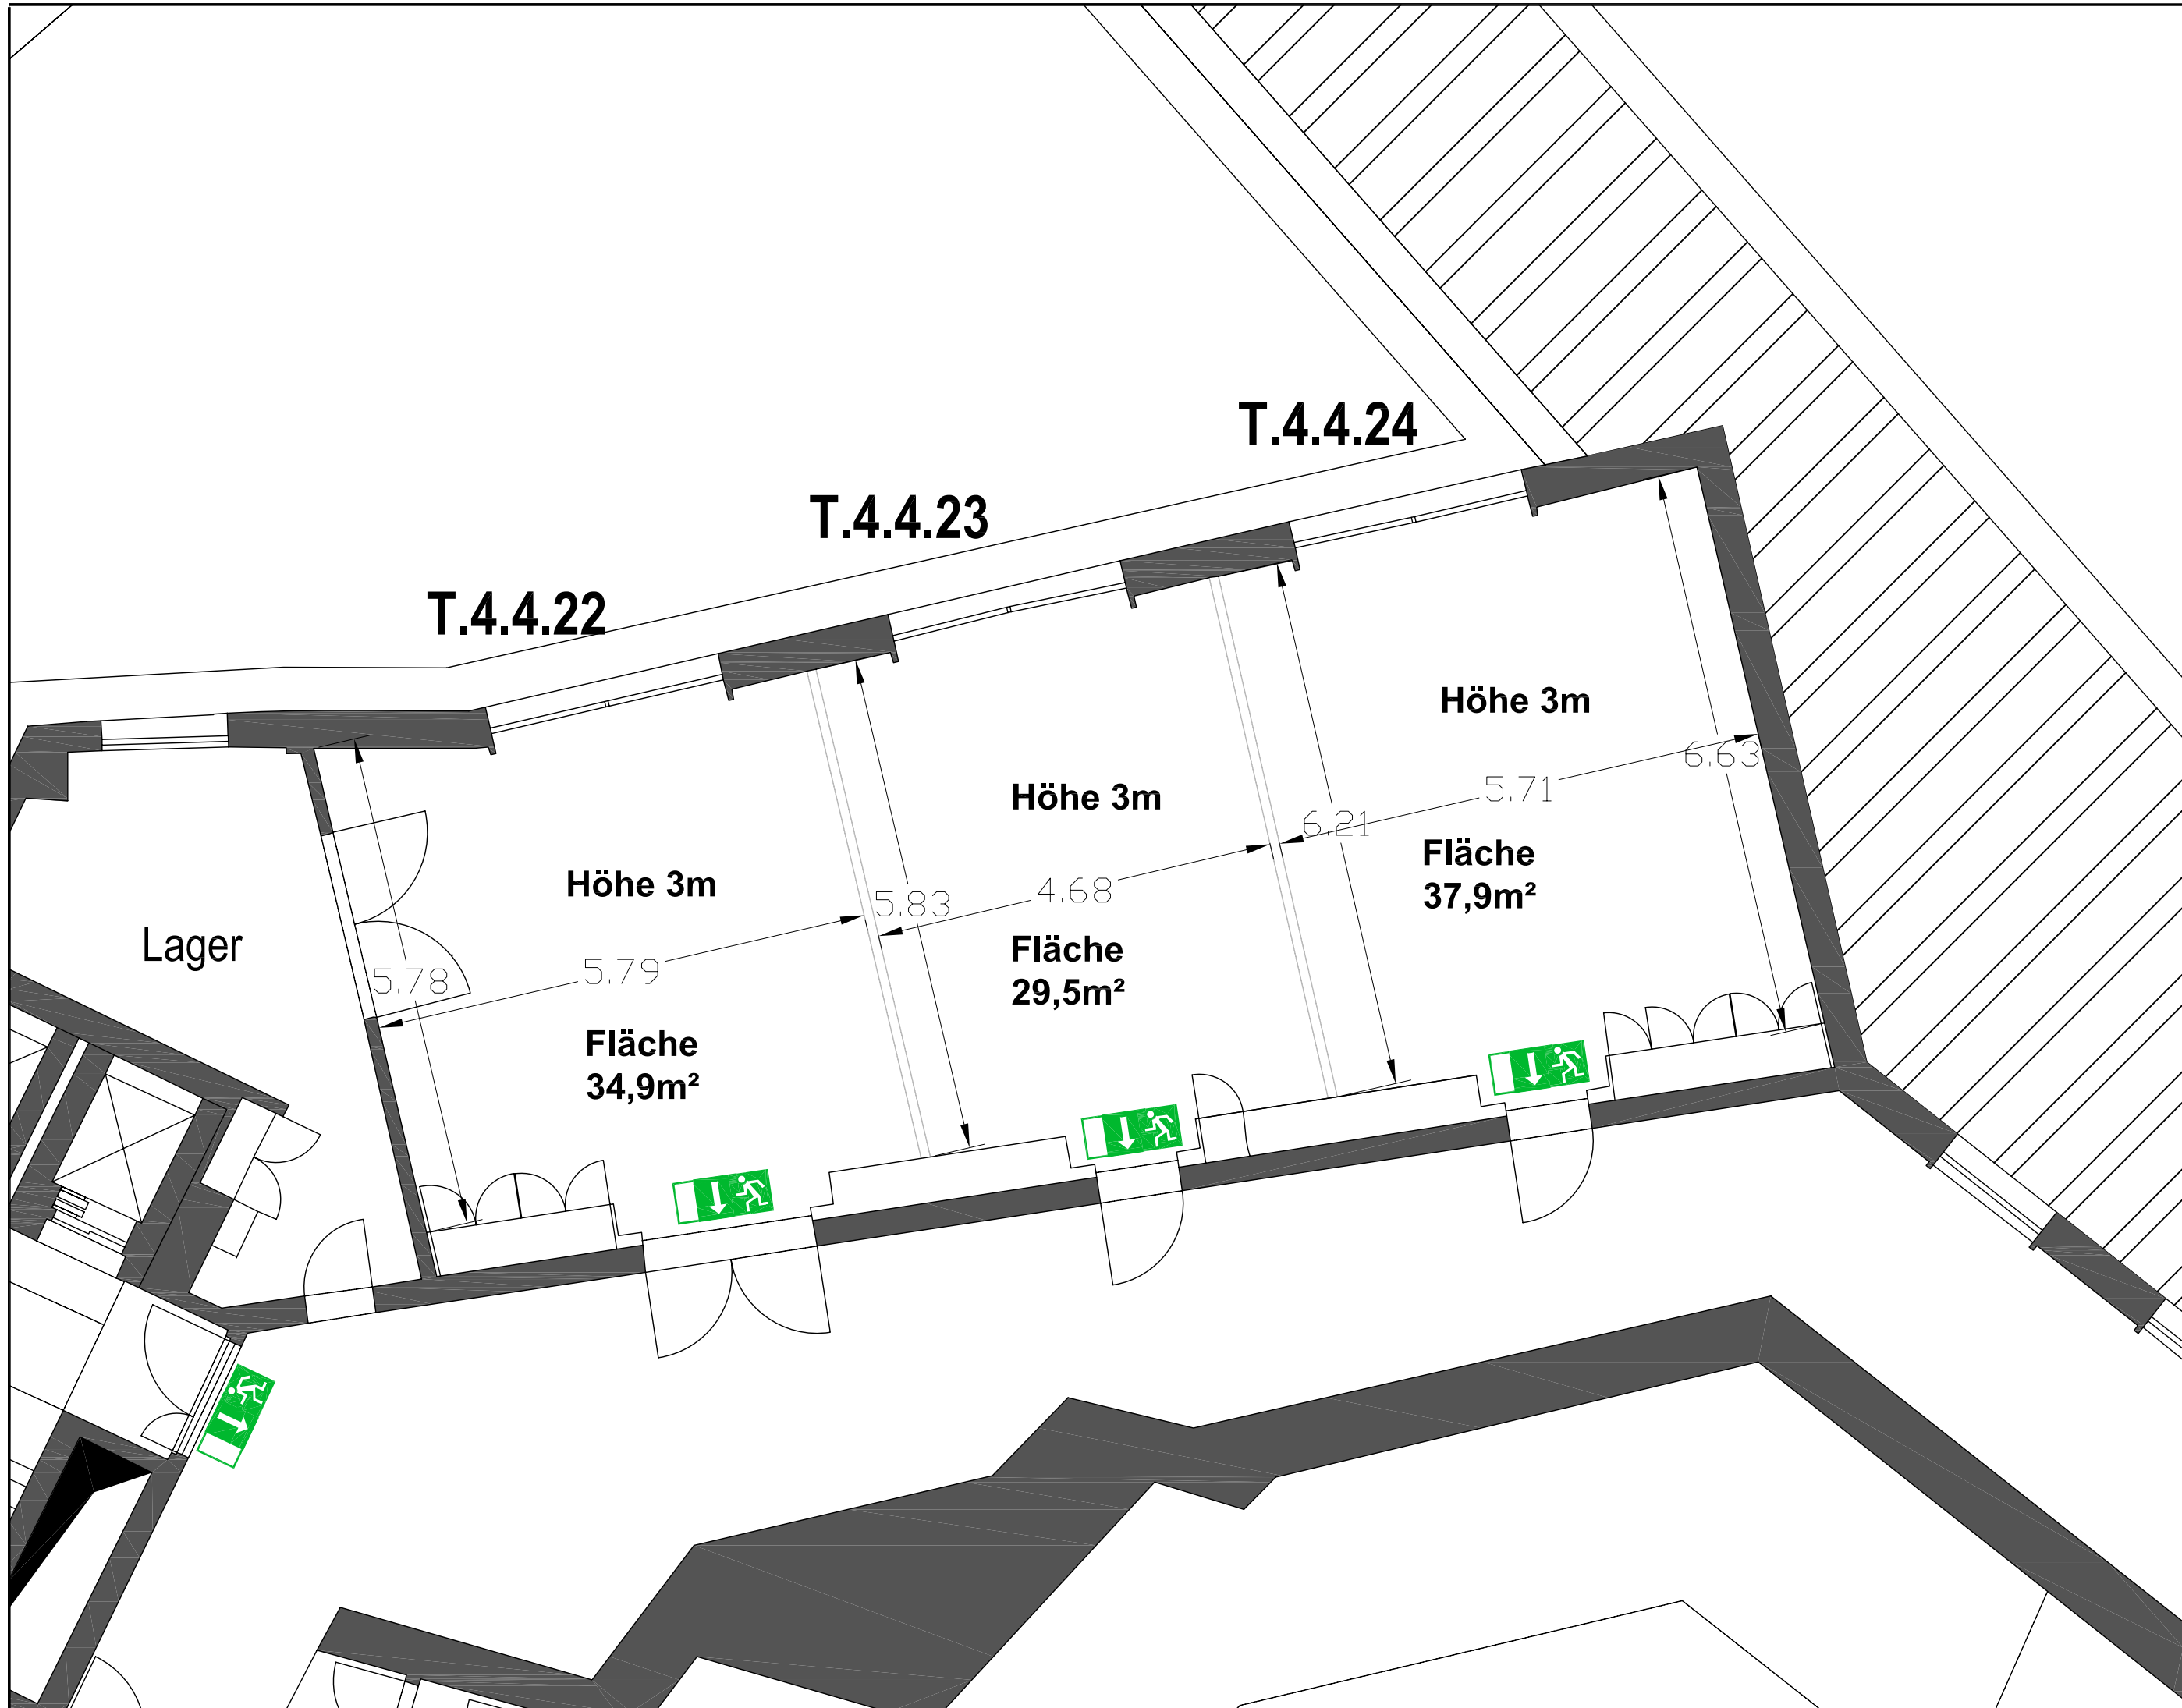 T.4.4.24
T.4.4.23
T.4.4.22
Höhe 3m
6.63
5.71
Höhe 3m
6.21
Fläche
37,9m²
Höhe 3m
5.83
4.68
Lager
Fläche
29,5m²
5.78
5.79
Fläche
34,9m²